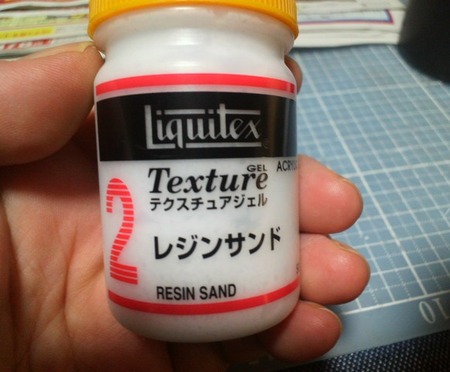 Liquitex
GEL
Texture
テクスチュアジェル
2
レジンサンド
RESIN SAND
10